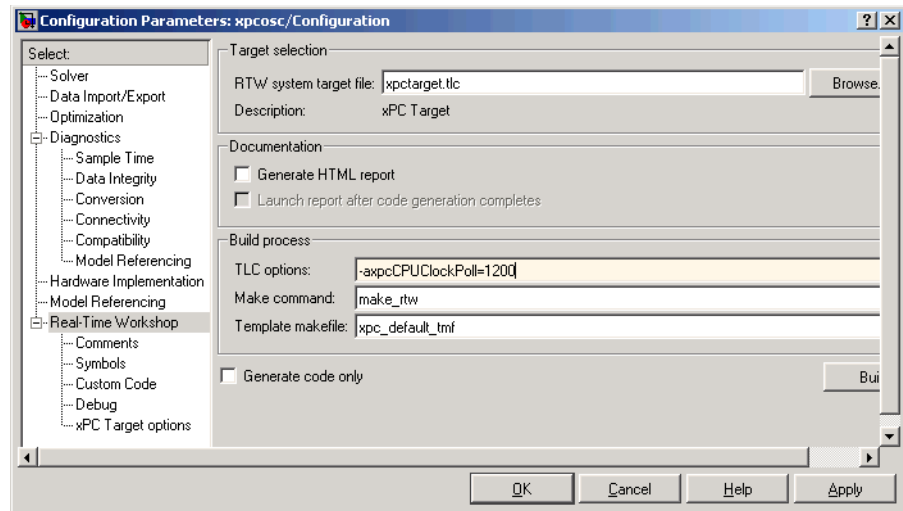 Configuration Parameters: xpcosc/Configuration
Select:
Solver
Data Import/Export
Optimization
Diagnostics
Sample Time
Data Integrity
Conversion
Connectivity
Compatibility
Model Referencing
Hardware Implementation
Model Referencing
Real-Time Workshop
Comments
Symbols
Custom Code
Debug
xPC Target options
Target selection
RTW system target file: xpctarget.tlc Browse.
Description: xPC Target
Documentation
Generate HTML report
Launch report after code generation completes
Build process
TLC options: -axpcCPUClockPoll=1200
Make command: make_rtw
Template makefile: xpc_default_tmf
Generate code only Bui
OK Cancel Help Apply